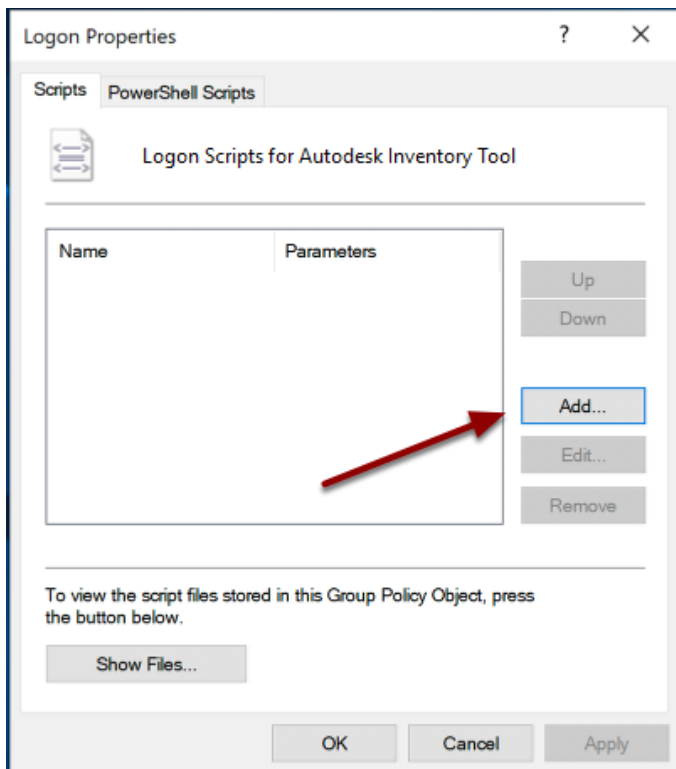 Logon Properties
?
Scripts
PowerShell Scripts
Logon Scripts for Autodesk Inventory Tool
Name
Parameters
Up
Down
Add...
Edit...
Remove
To view the script files stored in this Group Policy Object, press
the button below.
Show Files...
OK
Cancel
Apply